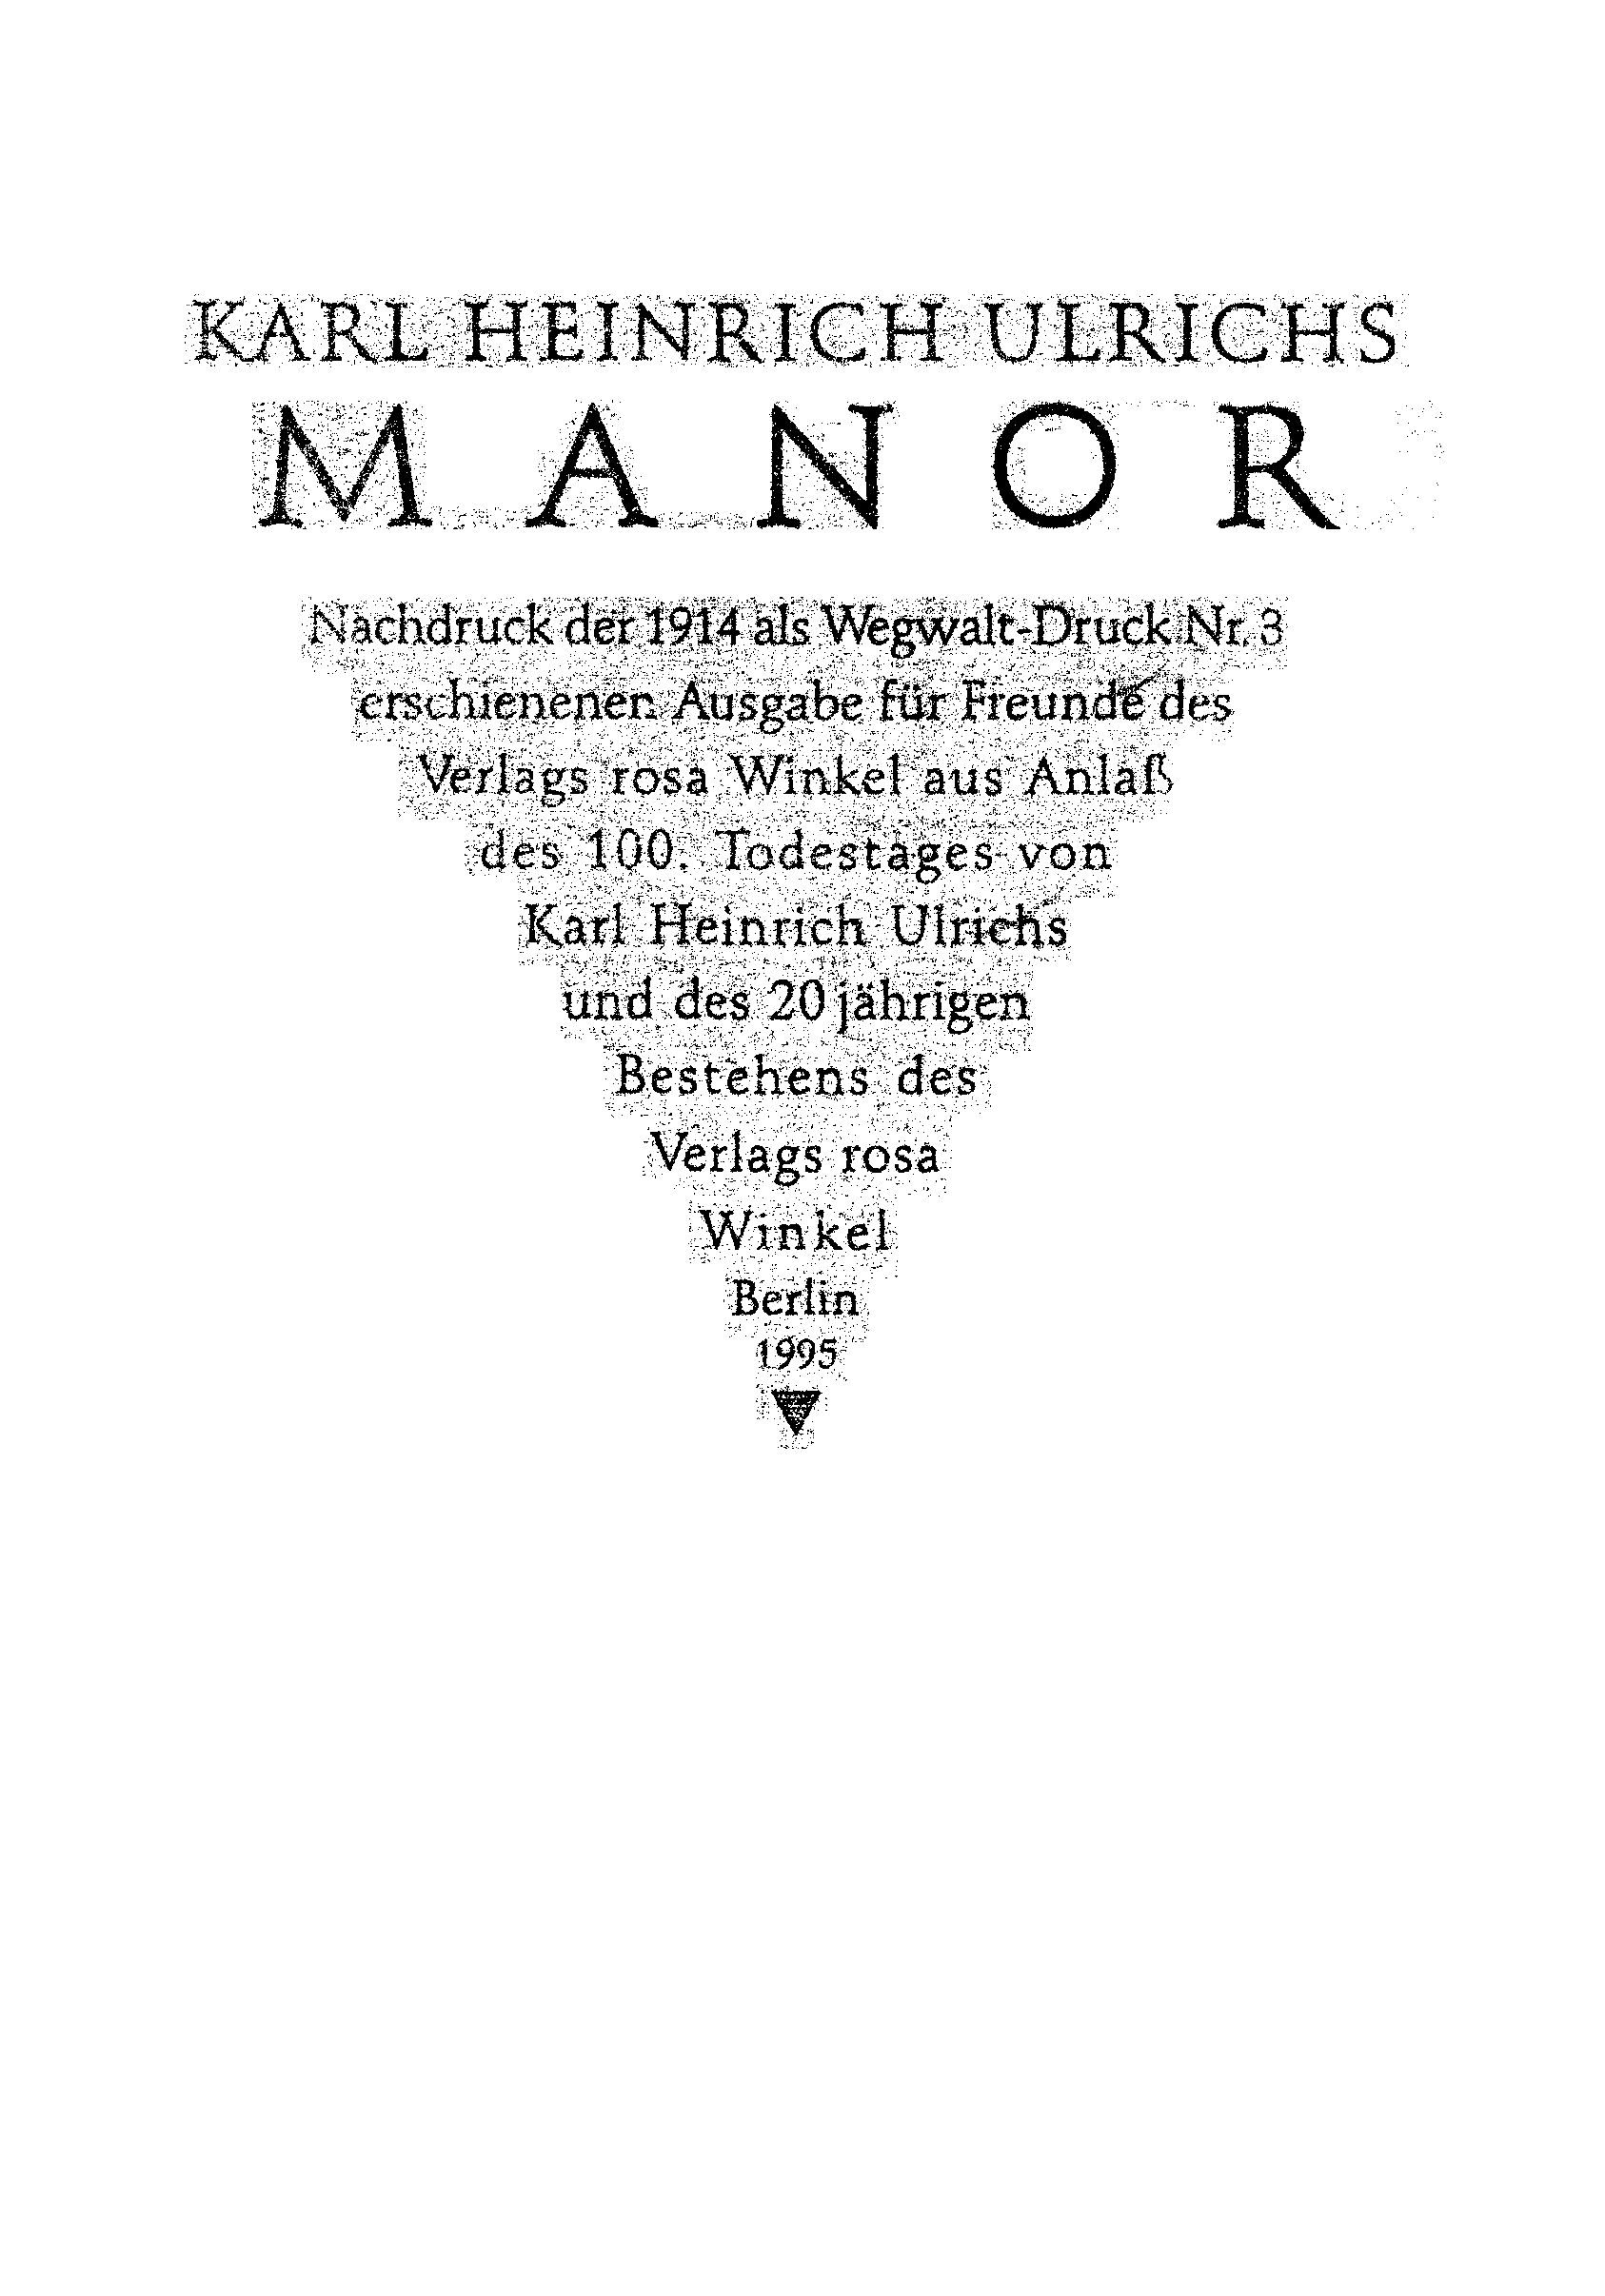 KARL HEINRICH ULRICHS
MANOR
Nachdruck der 1914 als Wegwalt-Druck Nr. 3
erschienenen Ausgabe für Freunde des
Verlags rosa Winkel aus Anlaß
des 100. Todestages von
Karl Heinrich Ulrichs
und des 20jährigen
Bestehens des
Verlags rosa
Winkel
Berlin
1995